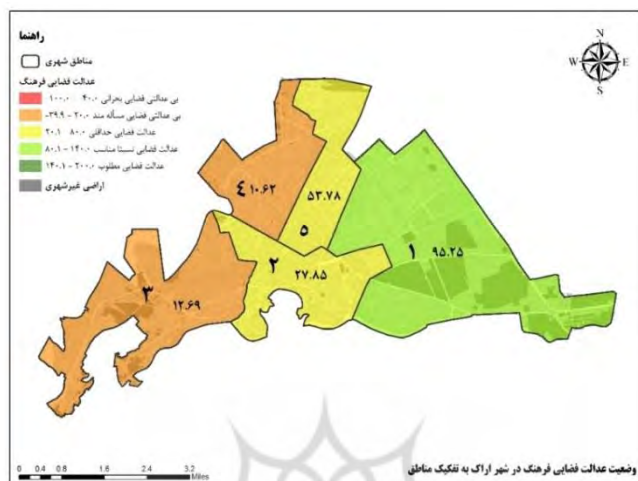 راهنما
مناطق شهری
عدالت فضایی فرهنگ
بی عدالتی فضایی بحرانی ۴۰.۰- - ۱۰۰.۰-
بی عدالتی فضایی مسأله مند ۲۰.۰ - ۳۹.۹-
عدالت فضایی حداقلی ۸۰.۰ - ۲۰.۱
عدالت فضایی نسبتا مناسب ۱۴۰.۰ - ۸۰.۱
عدالت فضایی مطلوب ۲۰۰.۰ - ۱۴۰.۱
اراضی غیرشهری
N
W E
S
٤ ۱۰.۶۲
۵۳.۷۸
٥
۱ ۹۵.۲۵
۲ ۲۷.۸۵
۳ ۱۲.۶۹
0 0.4 0.8 1.6 2.4 3.2
Miles
وضعیت عدالت فضایی فرهنگ در شهر اراک به تفکیک مناطق